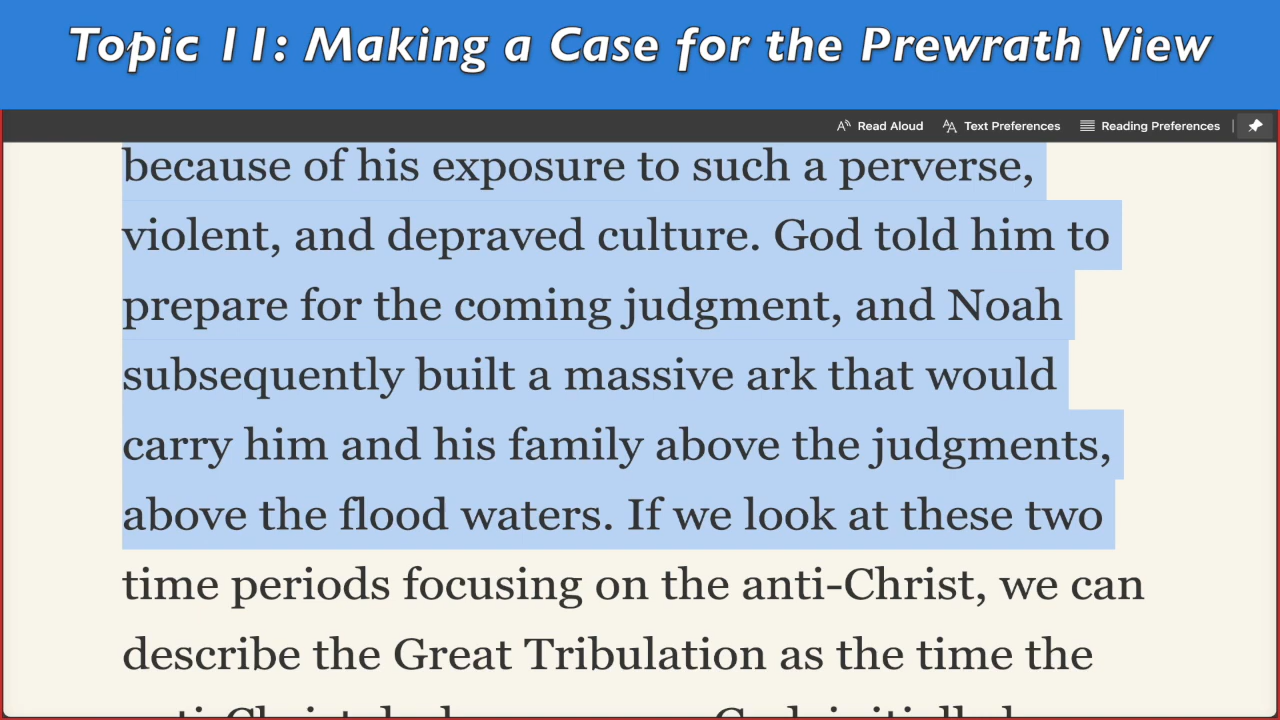 Topic 11: Making a Case for the Prewrath View
Read Aloud Text Preferences Reading Preferences
because of his exposure to such a perverse,
violent, and depraved culture. God told him to
prepare for the coming judgment, and Noah
subsequently built a massive ark that would
carry him and his family above the judgments,
above the flood waters. If we look at these two
time periods focusing on the anti-Christ, we can
describe the Great Tribulation as the time the